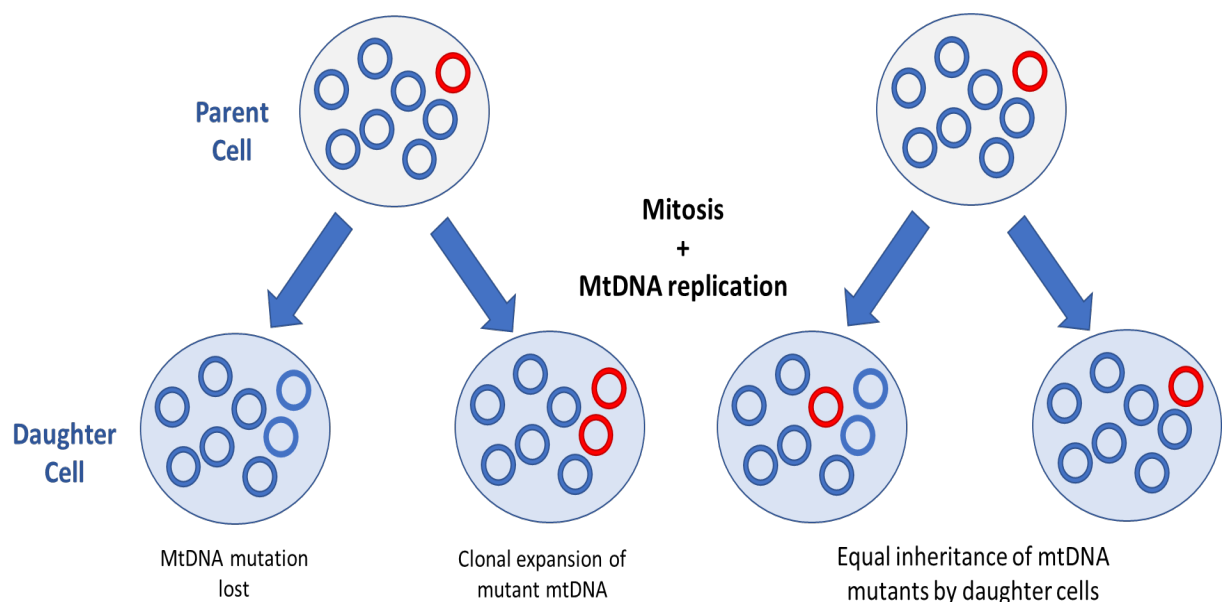 Parent
Cell
Mitosis
+
MtDNA replication
Daughter
Cell
MtDNA mutation
lost
Clonal expansion of
mutant mtDNA
Equal inheritance of mtDNA
mutants by daughter cells